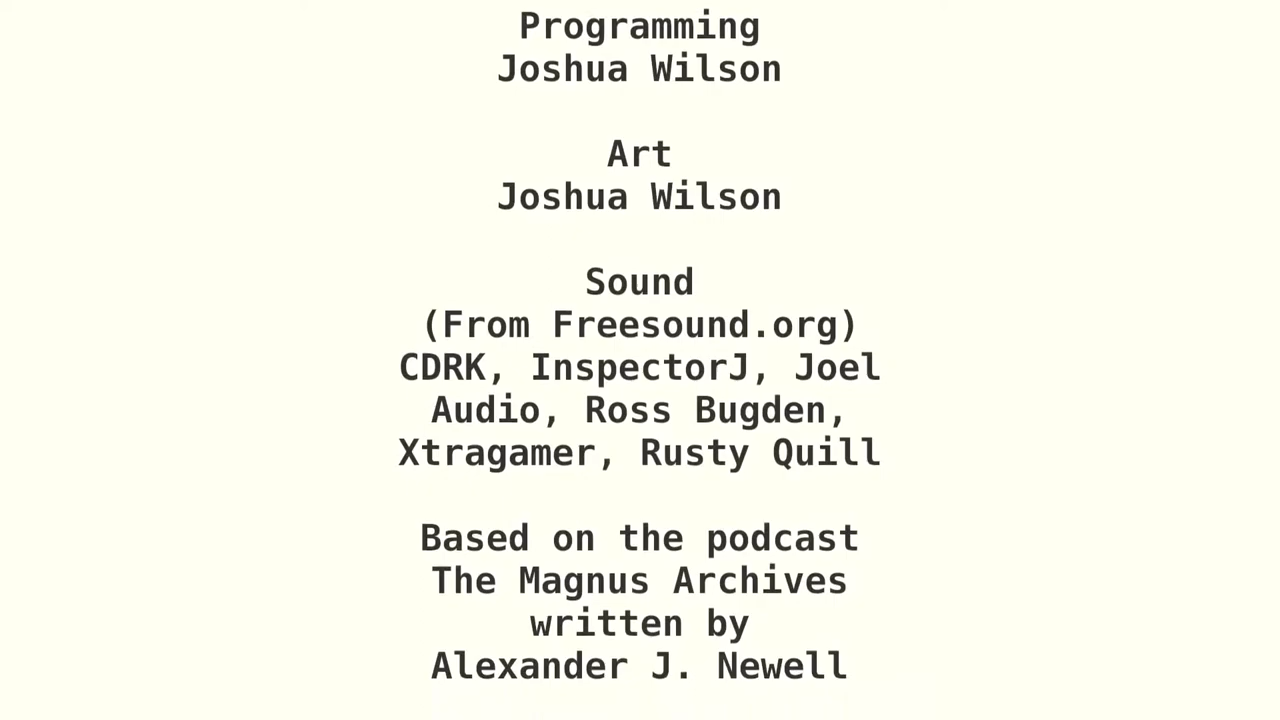 Programming
Joshua Wilson
Art
Joshua Wilson
Sound
(From Freesound.org)
CDRK, InspectorJ, Joel
Audio, Ross Bugden,
Xtragamer, Rusty Quill
Based on the podcast
The Magnus Archives
written by
Alexander J. Newell